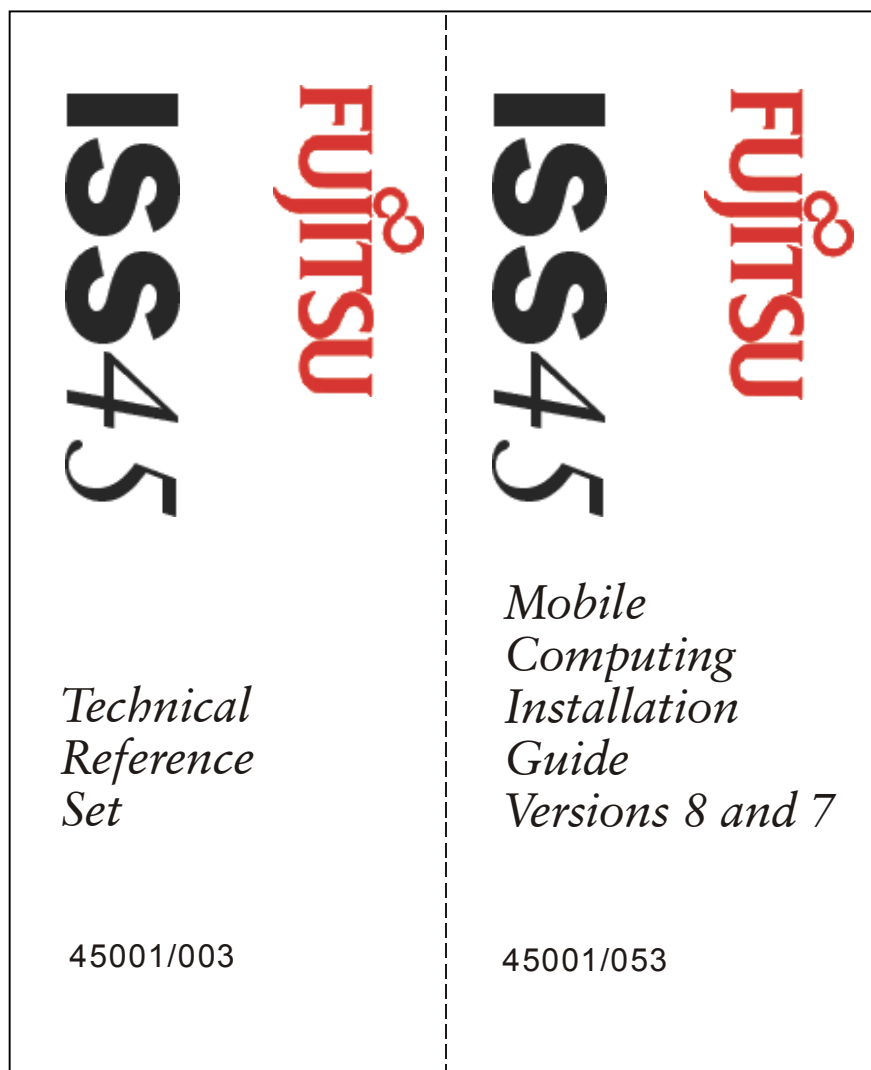 ISS45
FUJITSU
Technical
Reference
Set
45001/003
ISS45
FUJITSU
Mobile
Computing
Installation
Guide
Versions 8 and 7
45001/053